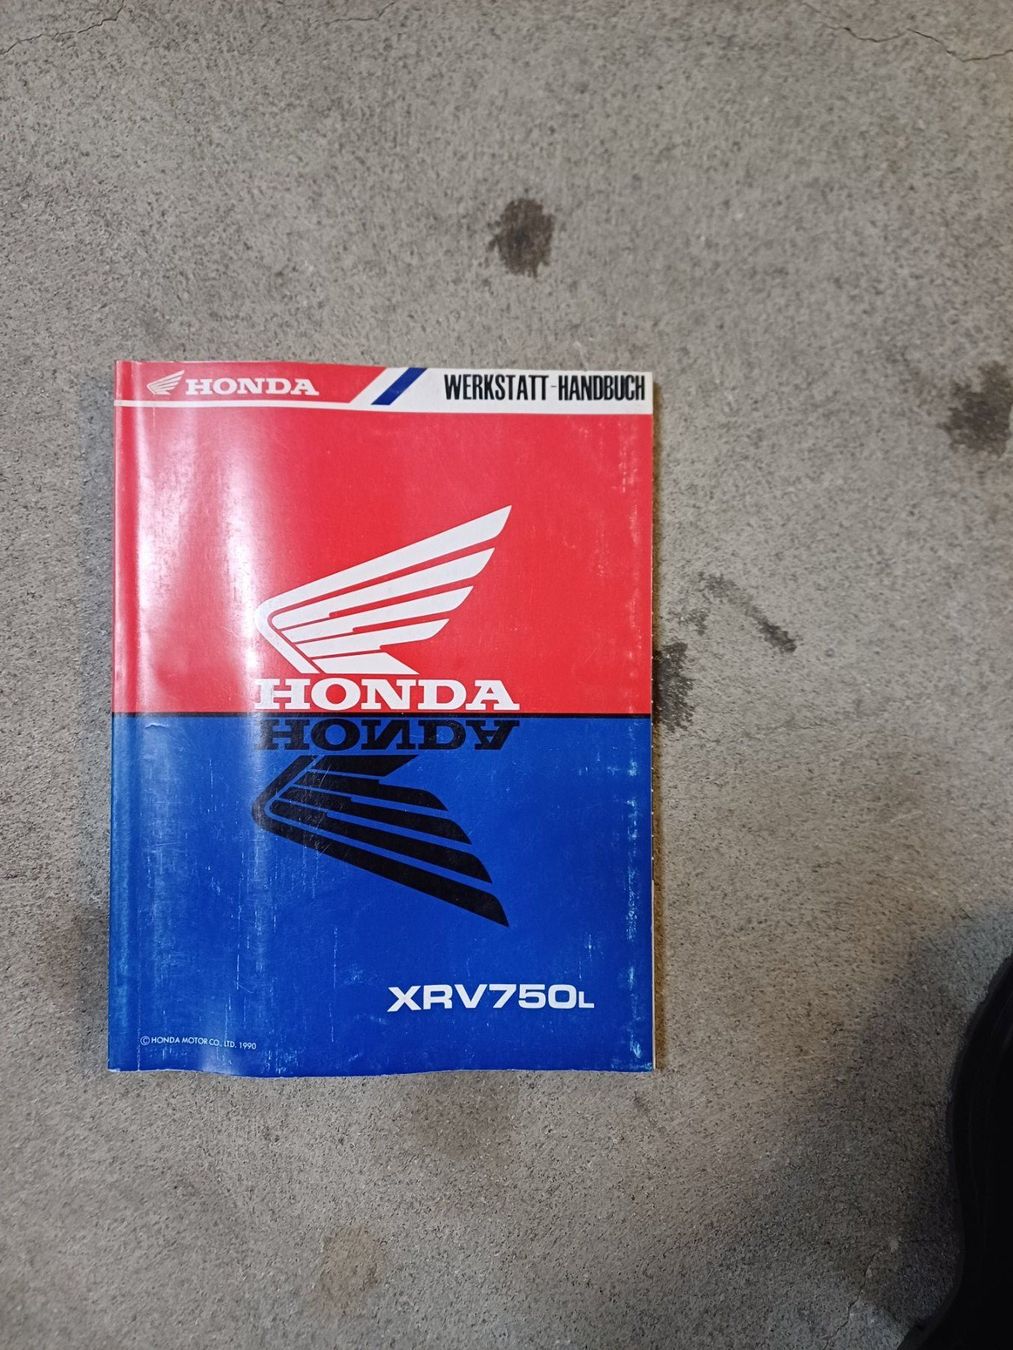 HONDA WERKSTATT-HANDBUCH
HONDA
HONDA
XRV750L
© HONDA MOTOR CO., LTD. 1990